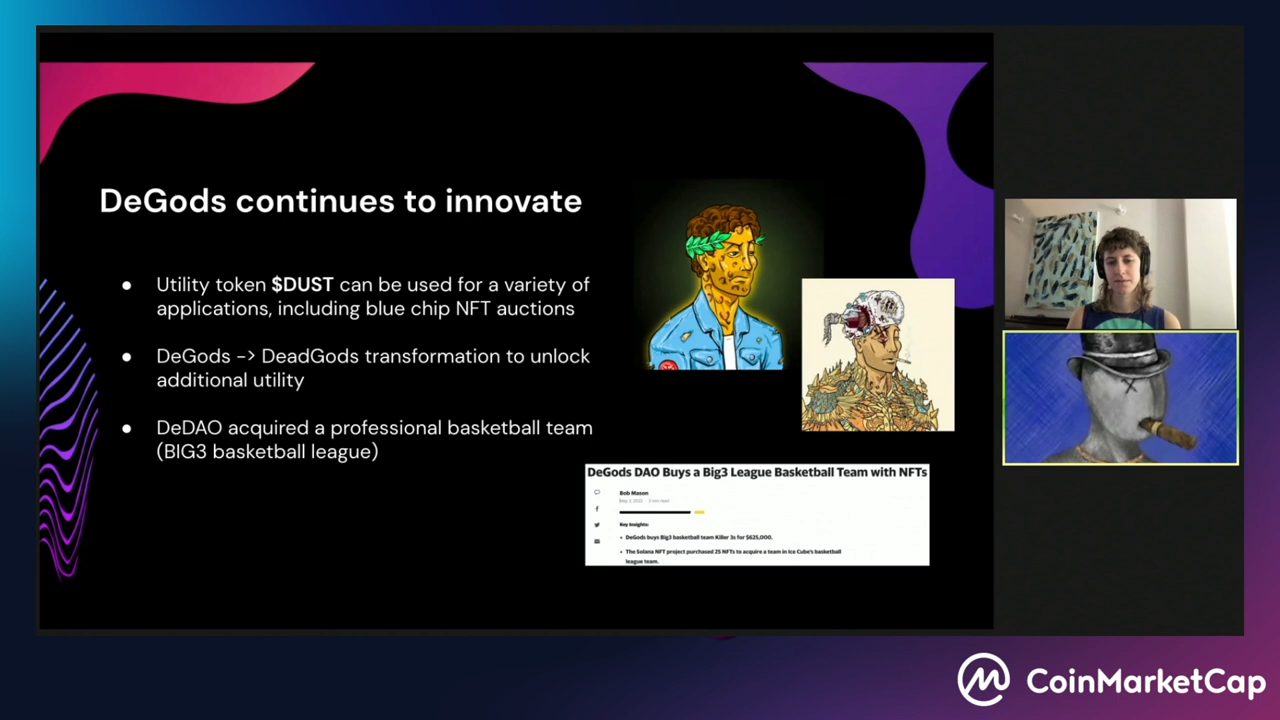 DeGods continues to innovate
● Utility token $DUST can be used for a variety of
applications, including blue chip NFT auctions
● DeGods -> DeadGods transformation to unlock
additional utility
● DeDAO acquired a professional basketball team
(BIG3 basketball league)
DeGods DAO Buys a Big3 League Basketball Team with NFTs
Bob Mason
Key Insights:
• DeGods buys Big3 basketball team Killer 3s for $625,000.
• The Solana NFT project purchased 25 NFTs to acquire a team in Ice Cube's basketball
league team.
CoinMarketCap